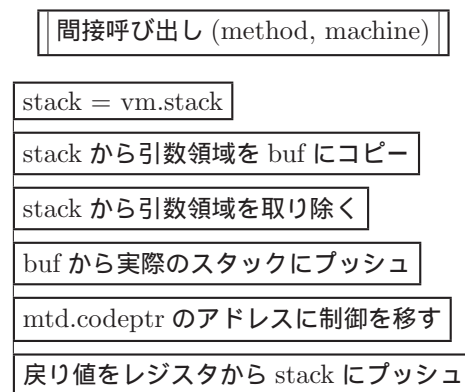 間接呼び出し (method, machine)
stack = vm.stack
stack から引数領域を buf にコピー
stack から引数領域を取り除く
buf から実際のスタックにプッシュ
mtd.codeptr のアドレスに制御を移す
戻り値をレジスタから stack にプッシュ